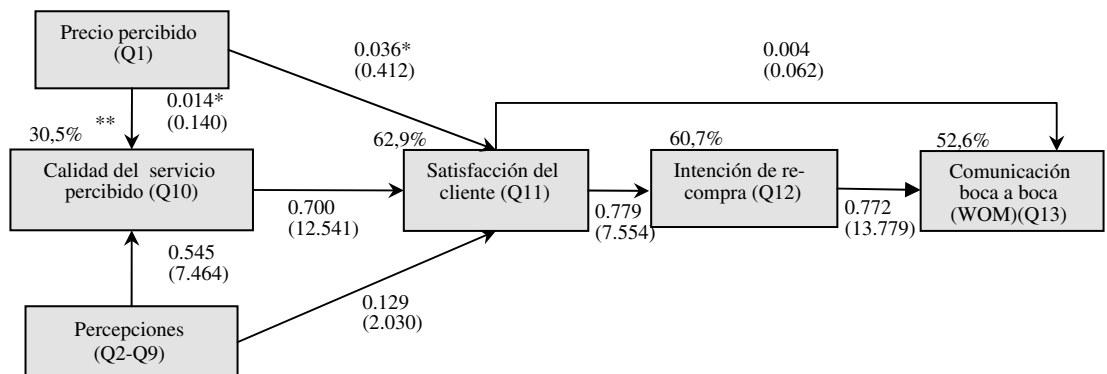 Precio percibido
(Q1)
0.036*
(0.412)
0.004
(0.062)
0.014*
(0.140)
**
30,5%
62,9%
60,7%
52,6%
Calidad del servicio
percibido (Q10)
Satisfacción del
cliente (Q11)
Intención de re-
compra (Q12)
Comunicación
boca a boca
(WOM)(Q13)
0.700
(12.541)
0.779
(7.554)
0.772
(13.779)
0.545
(7.464)
0.129
(2.030)
Percepciones
(Q2-Q9)